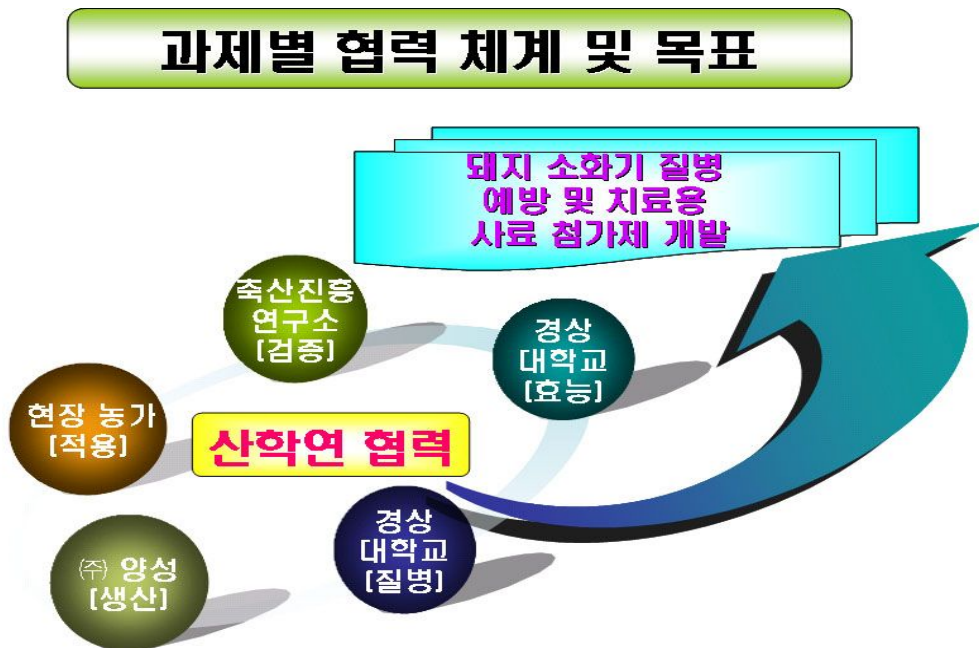 과제별 협력 체계 및 목표
돼지 소화기 질병
예방 및 치료용
사료 첨가제 개발
축산진흥
연구소
[검증]
경상
대학교
[효능]
현장 농가
[적용]
산학연 협력
경상
대학교
[질병]
㈜ 양성
[생산]